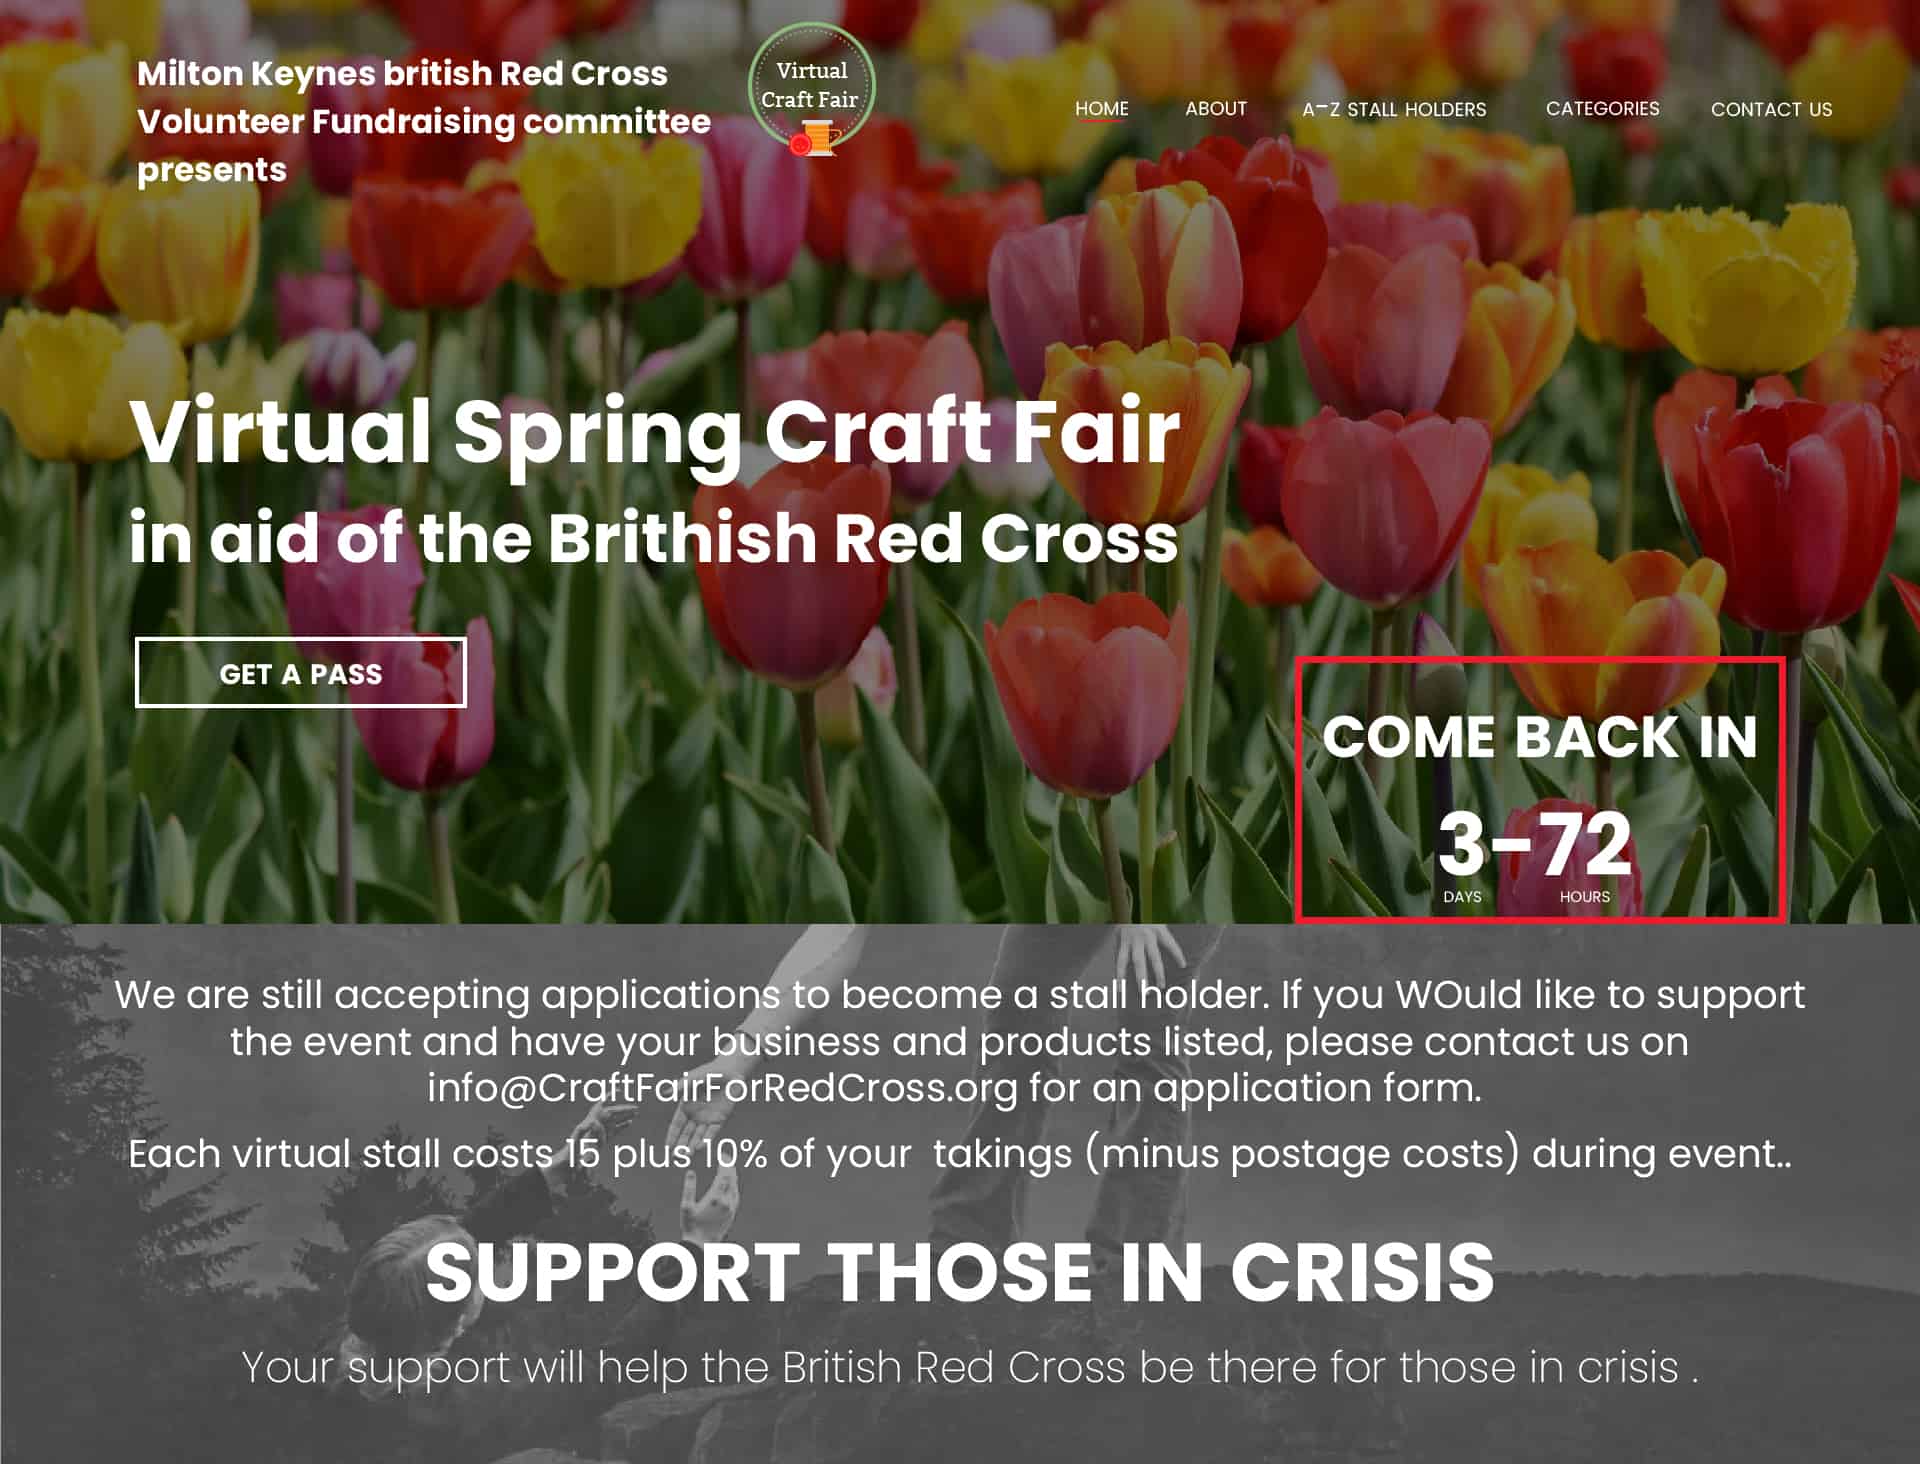 Milton Keynes british Red Cross
Volunteer Fundraising committee
presents
Virtual
Craft Fair
HOME
ABOUT
A-Z STALL HOLDERS
CATEGORIES
CONTACT US
Virtual Spring Craft Fair
in aid of the Brithish Red Cross
GET A PASS
COME BACK IN
3-72
DAYS HOURS
We are still accepting applications to become a stall holder. If you WOuld like to support
the event and have your business and products listed, please contact us on
info@CraftFairForRedCross.org for an application form.
Each virtual stall costs 15 plus 10% of your takings (minus postage costs) during event..
SUPPORT THOSE IN CRISIS
Your support will help the British Red Cross be there for those in crisis .